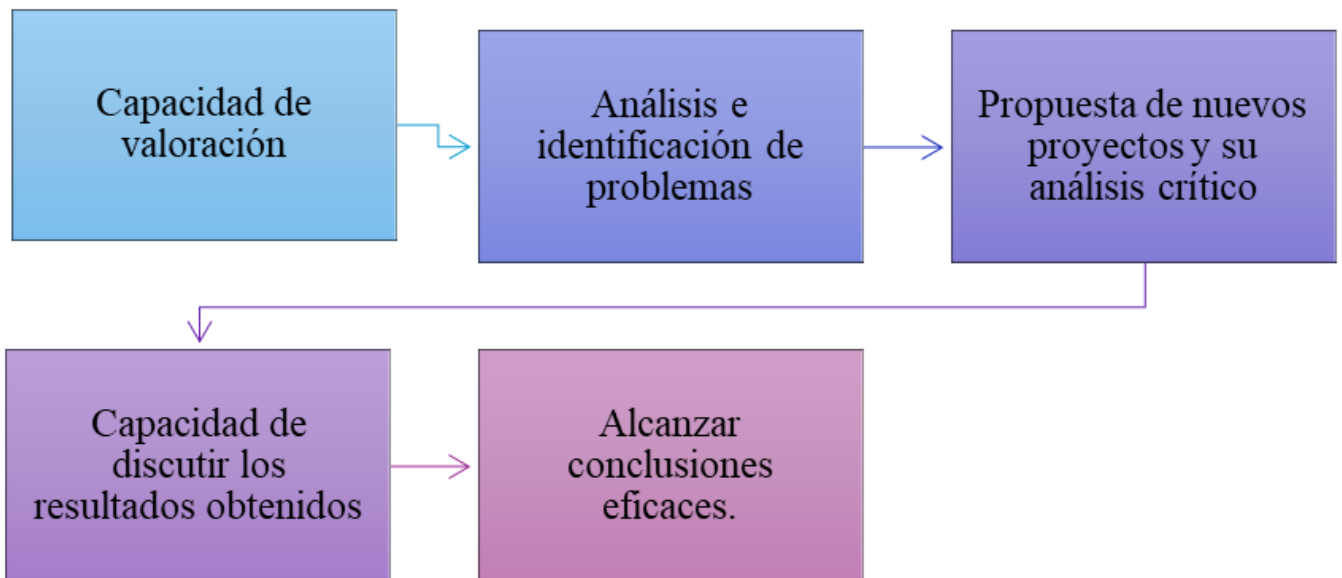 Capacidad de
valoración
Análisis e
identificación de
problemas
Propuesta de nuevos
proyectos y su
análisis crítico
Capacidad de
discutir los
resultados obtenidos
Alcanzar
conclusiones
eficaces.